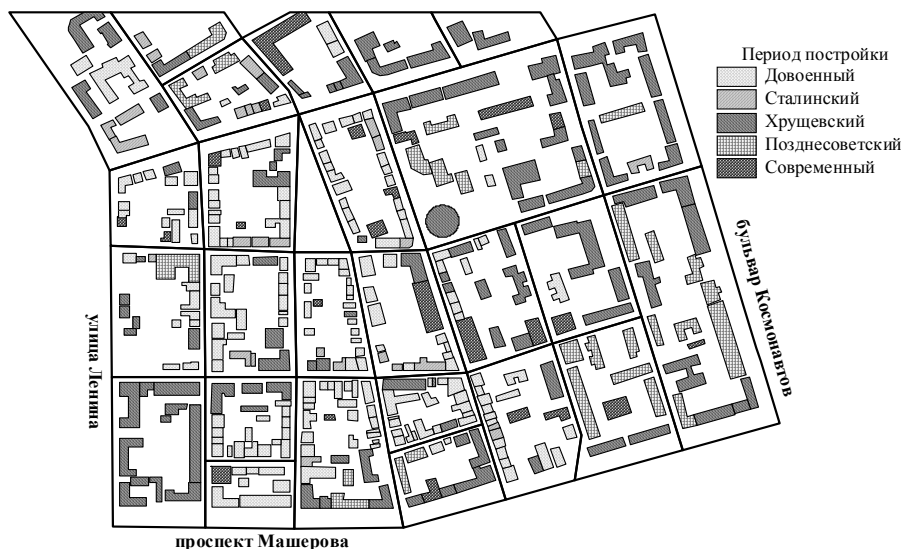 Период постройки
Довоенный
Сталинский
Хрущевский
Позднесоветский
Современный
бульвар Космонавтов
улица Ленина
проспект Машерова